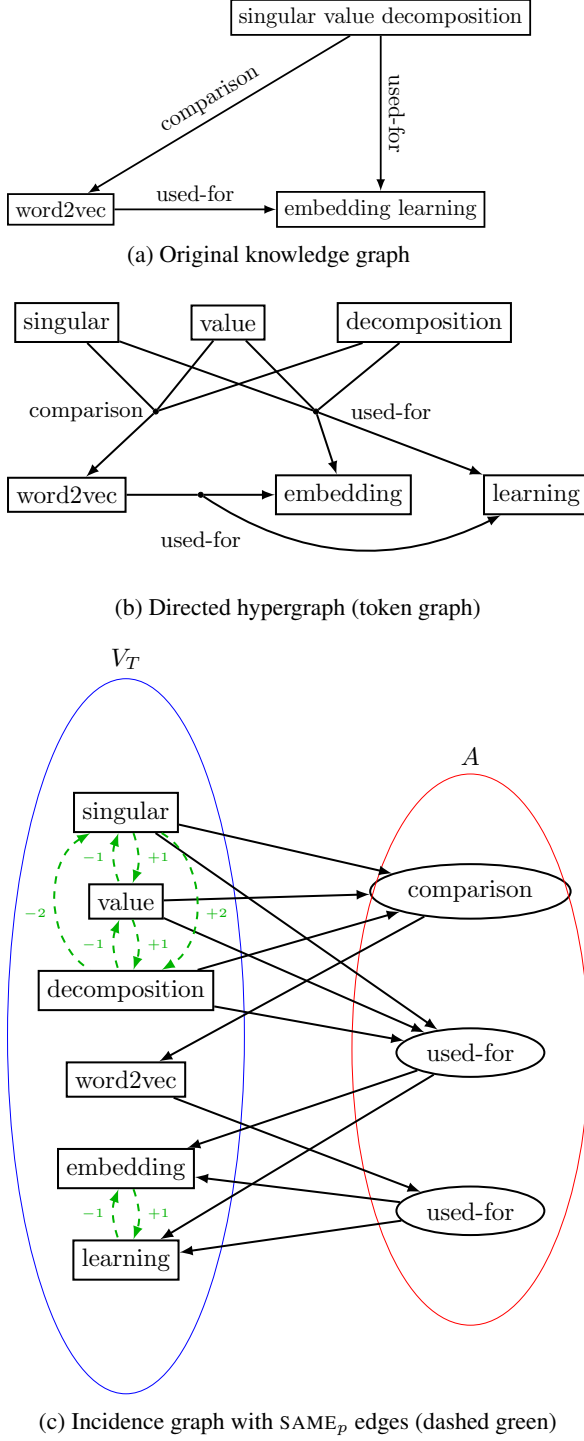 singular value decomposition
comparison
used-for
used-for
word2vec
embedding learning
(a) Original knowledge graph
singular value decomposition
comparison used-for
word2vec embedding learning
used-for
(b) Directed hypergraph (token graph)
V_T
A
singular
-1 +1
comparison
value
-2 +2
-1 +1
decomposition
used-for
word2vec
embedding
-1 +1
used-for
learning
(c) Incidence graph with SAME_p edges (dashed green)